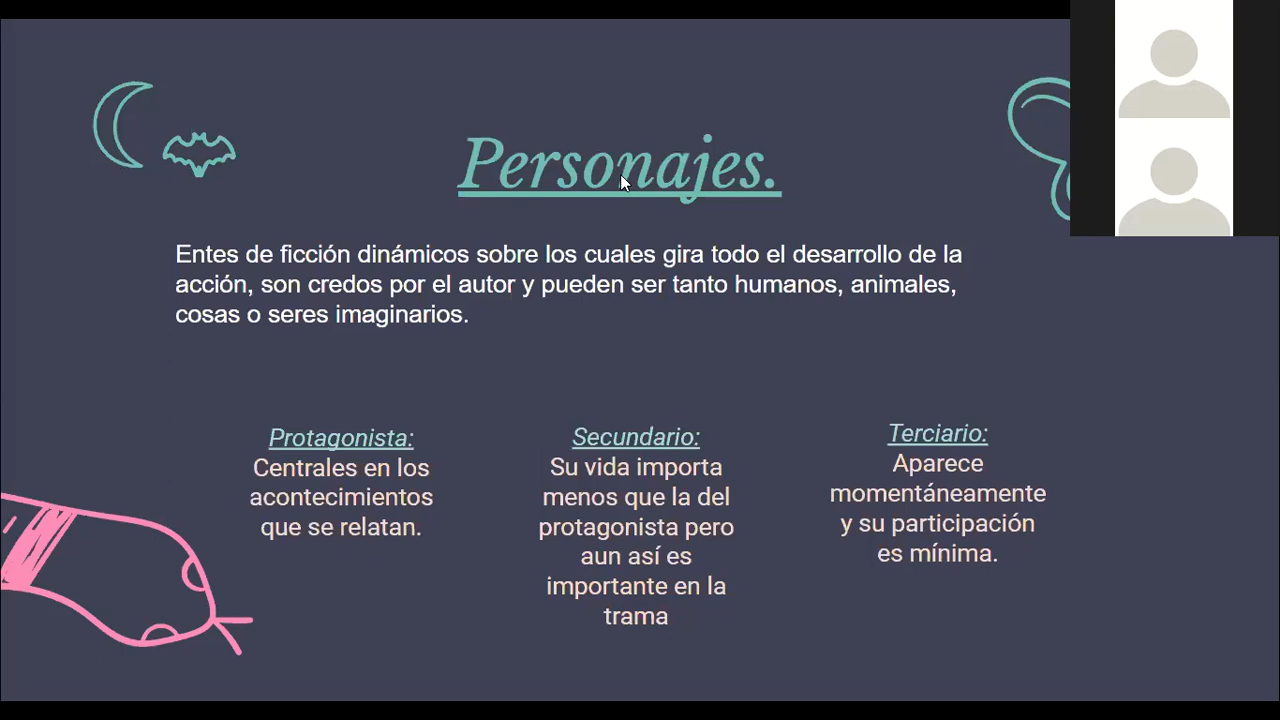 Personajes.
Entes de ficción dinámicos sobre los cuales gira todo el desarrollo de la
acción, son credos por el autor y pueden ser tanto humanos, animales,
cosas o seres imaginarios.
Protagonista:
Centrales en los
acontecimientos
que se relatan.
Secundario:
Su vida importa
menos que la del
protagonista pero
aun así es
importante en la
trama
Terciario:
Aparece
momentáneamente
y su participación
es mínima.